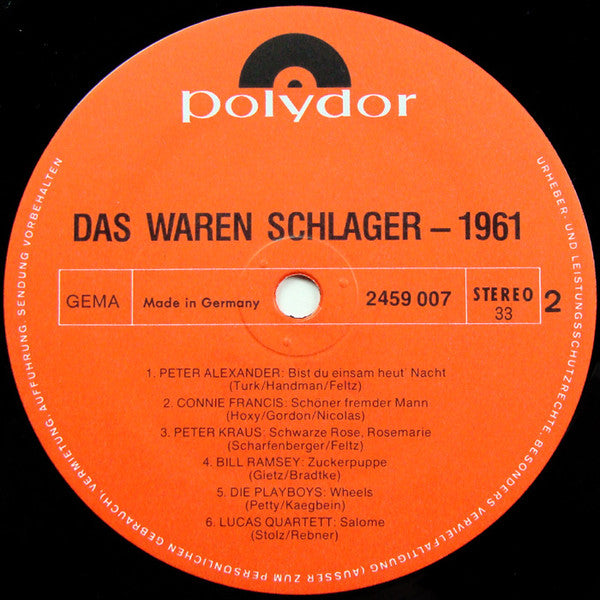 polydor
DAS WAREN SCHLAGER – 1961
GEMA
Made in Germany
2459 007
STEREO
33
2
1. PETER ALEXANDER: Bist du einsam heut' Nacht
(Turk/Handman/Feltz)
2. CONNIE FRANCIS: Schöner fremder Mann
(Hoxy/Gordon/Nicolas)
3. PETER KRAUS: Schwarze Rose, Rosemarie
(Scharfenberger/Feltz)
4. BILL RAMSEY: Zuckerpuppe
(Gietz/Bradtke)
5. DIE PLAYBOYS: Wheels
(Petty/Kaegbein)
6. LUCAS QUARTETT: Salome
(Stolz/Rebner)
URHEBER- UND LEISTUNGSSCHUTZRECHTE, BESONDERS VERVIELFÄLTIGUNG (AUSSER ZUM PERSÖNLICHEN GEBRAUCH), VERMIETUNG, AUFFÜHRUNG, SENDUNG VORBEHALTEN